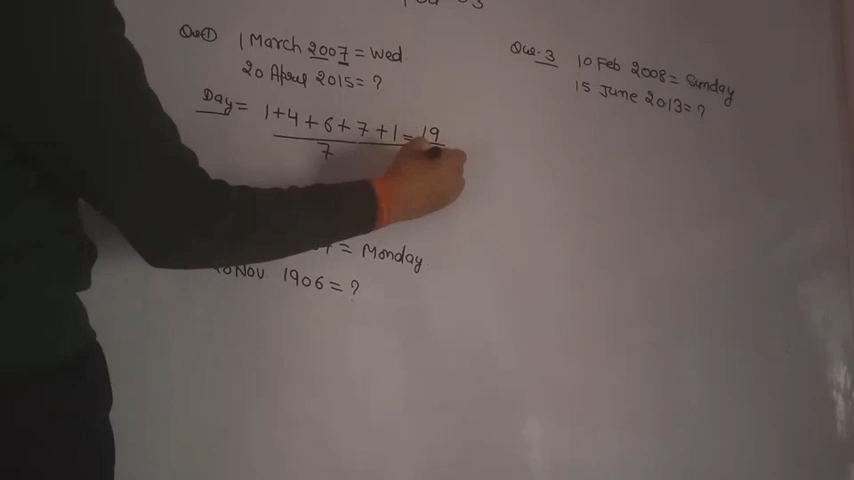 Que① 1 March 2007 = Wed.
20 April 2015 = ?
Day = 1+4+6+7+1 = 19
7
= Monday
Nov 1906 = ?
Que-3 10 Feb 2008 = Sunday
15 June 2013 = ?